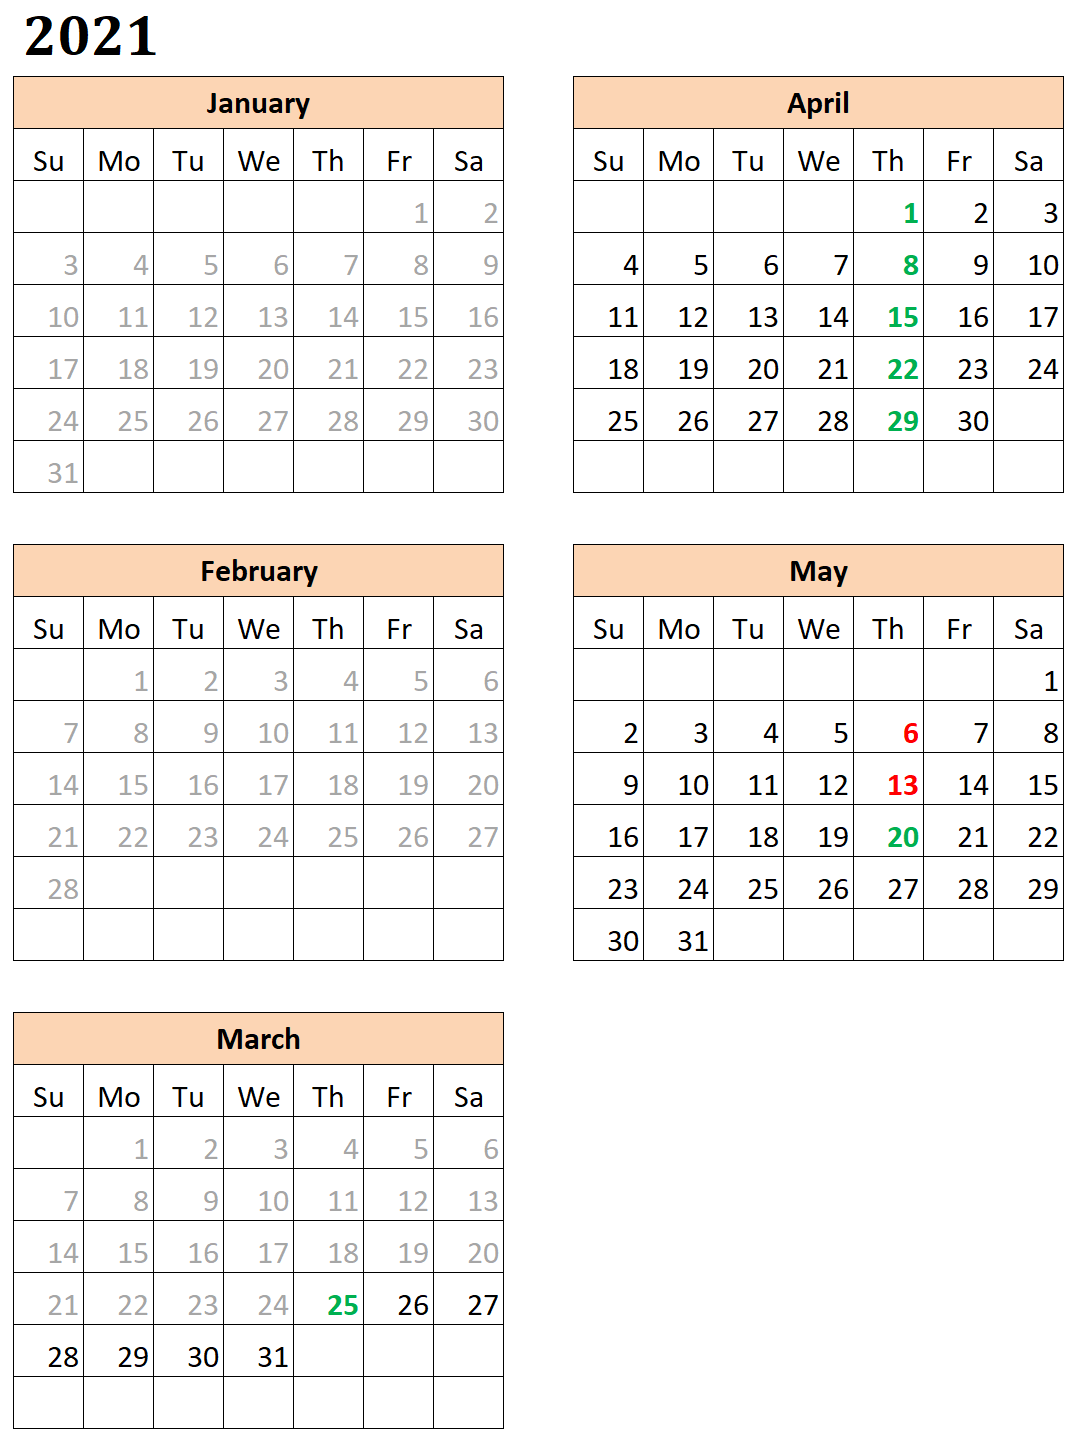 2021
January
Su Mo Tu We Th Fr Sa
1 2
3 4 5 6 7 8 9
10 11 12 13 14 15 16
17 18 19 20 21 22 23
24 25 26 27 28 29 30
31
February
Su Mo Tu We Th Fr Sa
1 2 3 4 5 6
7 8 9 10 11 12 13
14 15 16 17 18 19 20
21 22 23 24 25 26 27
28
March
Su Mo Tu We Th Fr Sa
1 2 3 4 5 6
7 8 9 10 11 12 13
14 15 16 17 18 19 20
21 22 23 24 25 26 27
28 29 30 31
April
Su Mo Tu We Th Fr Sa
1 2 3
4 5 6 7 8 9 10
11 12 13 14 15 16 17
18 19 20 21 22 23 24
25 26 27 28 29 30
May
Su Mo Tu We Th Fr Sa
1
2 3 4 5 6 7 8
9 10 11 12 13 14 15
16 17 18 19 20 21 22
23 24 25 26 27 28 29
30 31